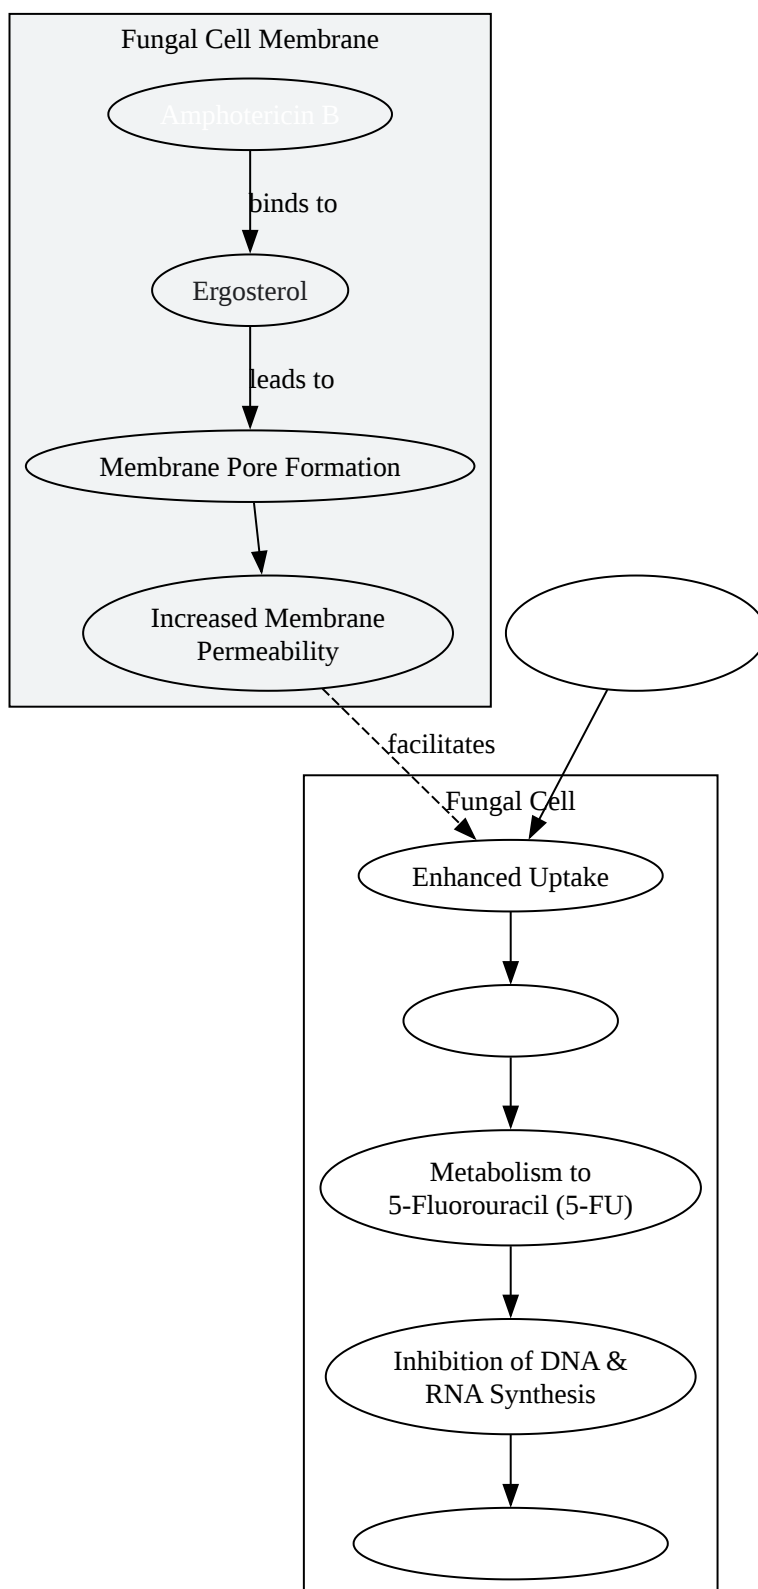 Fungal Cell Membrane
Amphotericin B
binds to
Ergosterol
leads to
Membrane Pore Formation
Increased Membrane
Permeability
facilitates
Fungal Cell
Enhanced Uptake
Metabolism to
5-Fluorouracil (5-FU)
Inhibition of DNA &
RNA Synthesis